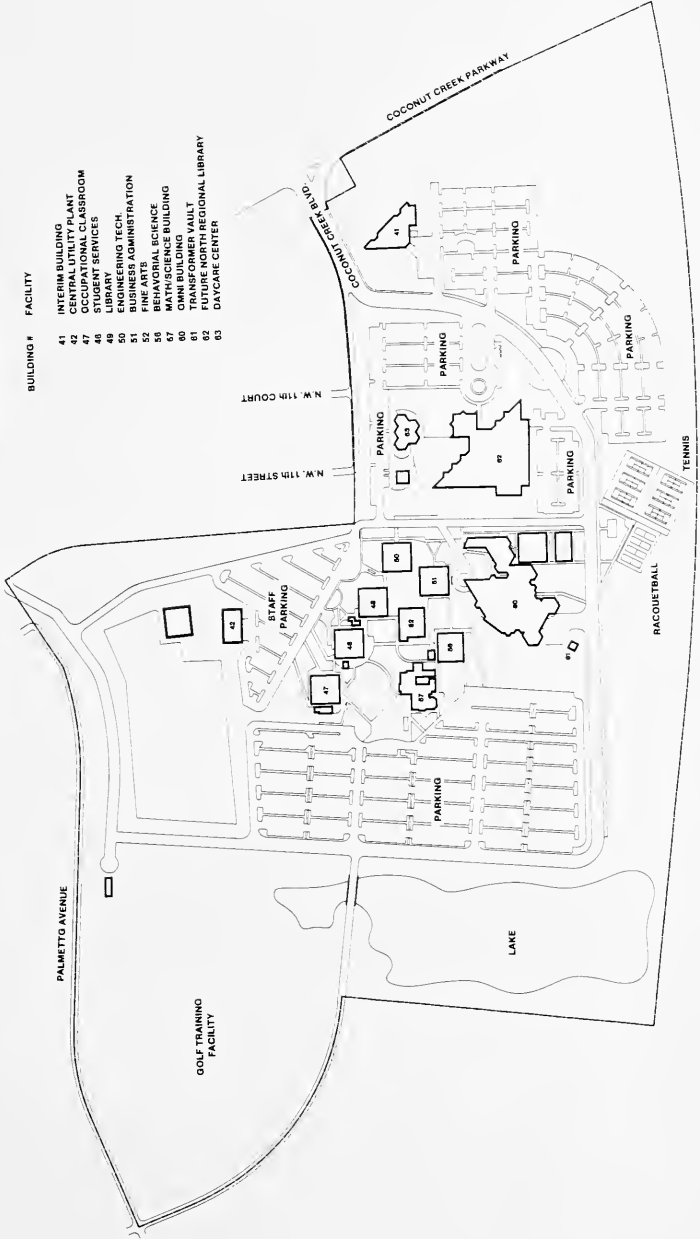 BUILDING # FACILITY
41 INTERIM BUILDING
42 CENTRAL UTILITY PLANT
47 OCCUPATIONAL CLASSROOM
46 STUDENT SERVICES
49 LIBRARY
50 ENGINEERING TECH.
51 BUSINESS ADMINISTRATION
52 FINE ARTS
56 BEHAVORIAL SCIENCE
57 MATH/SCIENCE BUILDING
60 OMNI BUILDING
61 TRANSFORMER VAULT
62 FUTURE NORTH REGIONAL LIBRARY
63 DAYCARE CENTER
PALMETTO AVENUE
GOLF TRAINING
FACILITY
LAKE
STAFF
PARKING
42
47
46
48
50
52
51
56
57
60
61
PARKING
N.W. 11th STREET
N.W. 11th COURT
PARKING
63
62
PARKING
PARKING
COCONUT CREEK BLVD.
COCONUT CREEK PARKWAY
41
PARKING
PARKING
RACQUETBALL
TENNIS